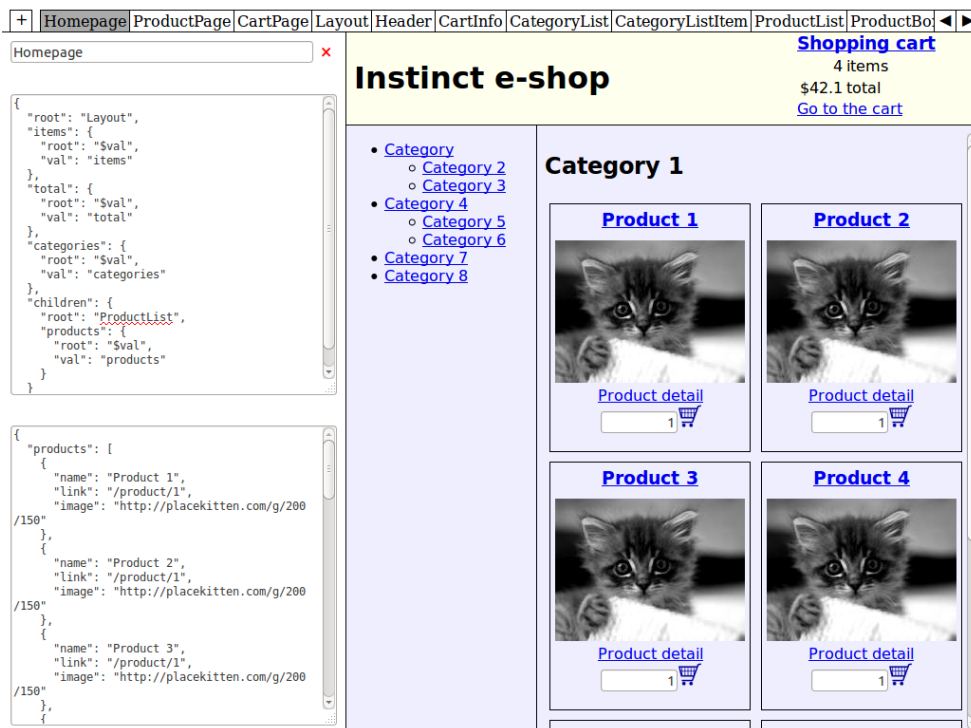 + Homepage ProductPage CartPage Layout Header CartInfo CategoryList CategoryListItem ProductList ProductBo
Homepage
{
  "root": "Layout",
  "items": {
    "root": "$val",
    "val": "items"
  },
  "total": {
    "root": "$val",
    "val": "total"
  },
  "categories": {
    "root": "$val",
    "val": "categories"
  },
  "children": {
    "root": "ProductList",
    "products": {
      "root": "$val",
      "val": "products"
    }
  }
{
  "products": [
    {
      "name": "Product 1",
      "link": "/product/1",
      "image": "http://placekitten.com/g/200
/150"
    },
    {
      "name": "Product 2",
      "link": "/product/1",
      "image": "http://placekitten.com/g/200
/150"
    },
    {
      "name": "Product 3",
      "link": "/product/1",
      "image": "http://placekitten.com/g/200
/150"
    },
    {
Instinct e-shop
Shopping cart
4 items
$42.1 total
Go to the cart
Category
Category 2
Category 3
Category 4
Category 5
Category 6
Category 7
Category 8
Category 1
Product 1
Product detail
1
Product 2
Product detail
1
Product 3
Product detail
1
Product 4
Product detail
1